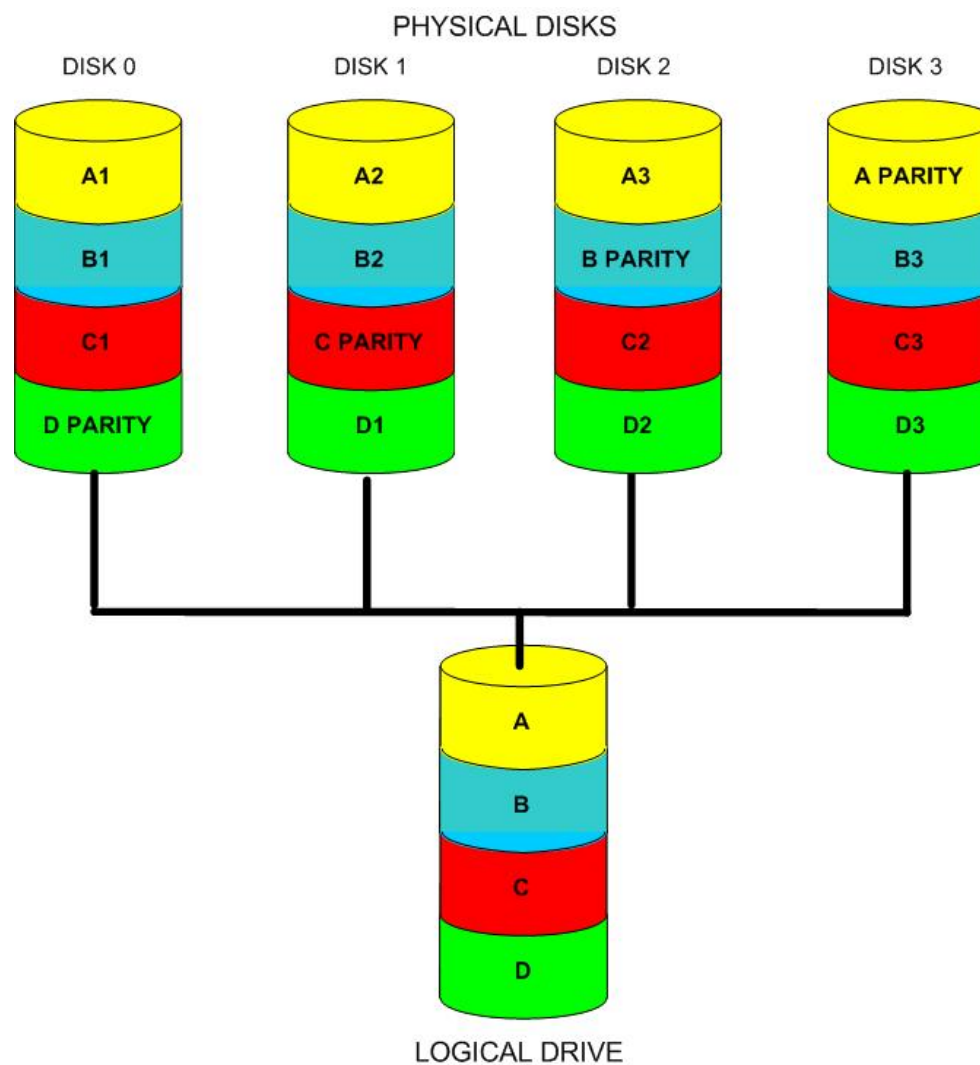 PHYSICAL DISKS
DISK 0 DISK 1 DISK 2 DISK 3
A1 A2 A3 A PARITY
B1 B2 B PARITY B3
C1 C PARITY C2 C3
D PARITY D1 D2 D3
A
B
C
D
LOGICAL DRIVE